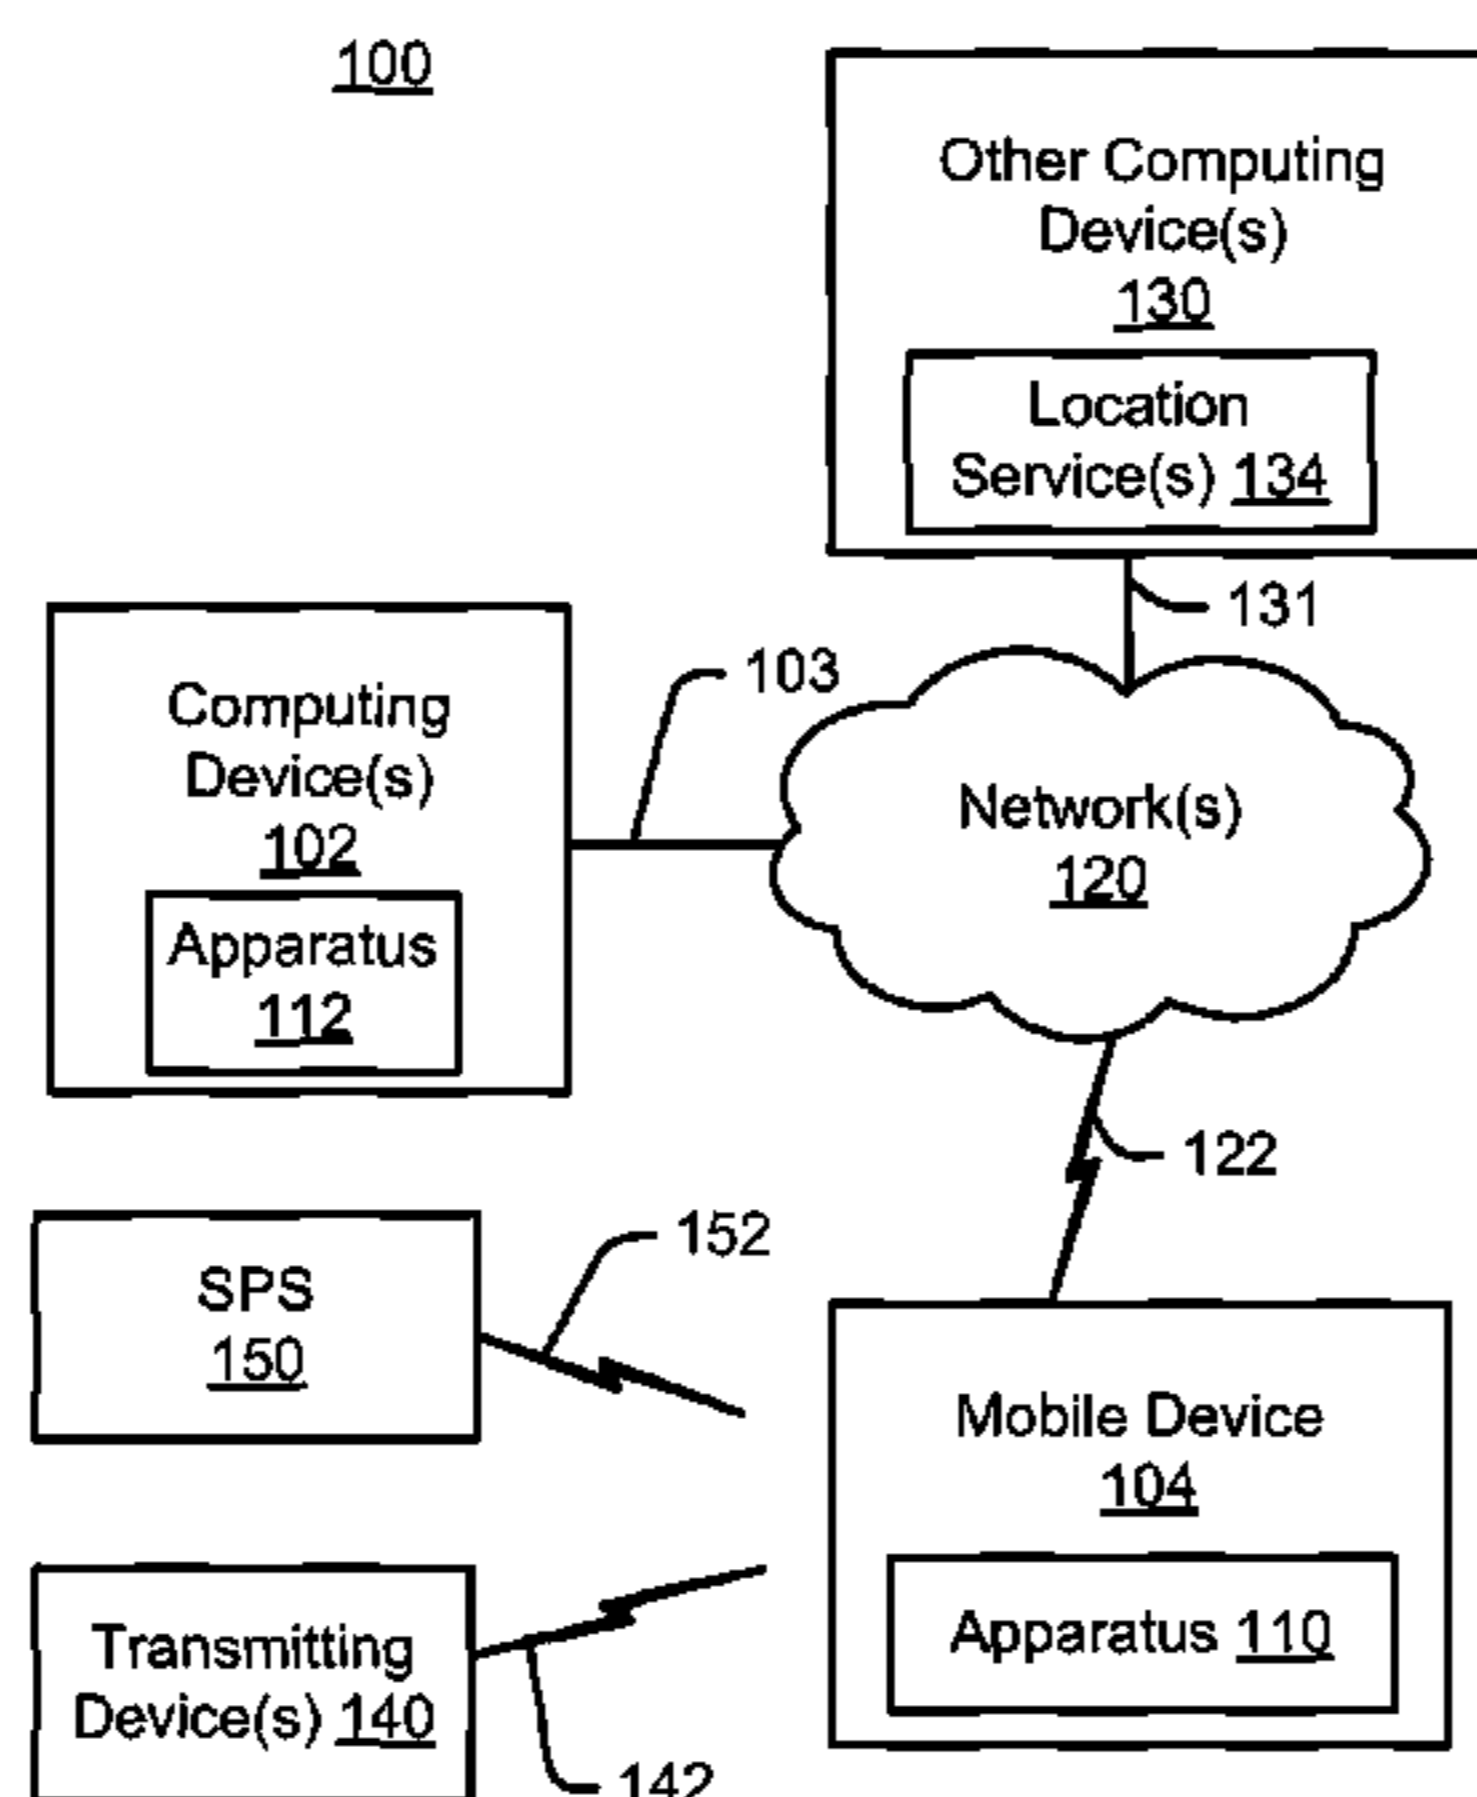 100
Other Computing
Device(s)
130
Location
Service(s) 134
131
103
Computing
Device(s)
102
Apparatus
112
Network(s)
120
122
152
SPS
150
Mobile Device
104
Apparatus 110
Transmitting
Device(s) 140
142